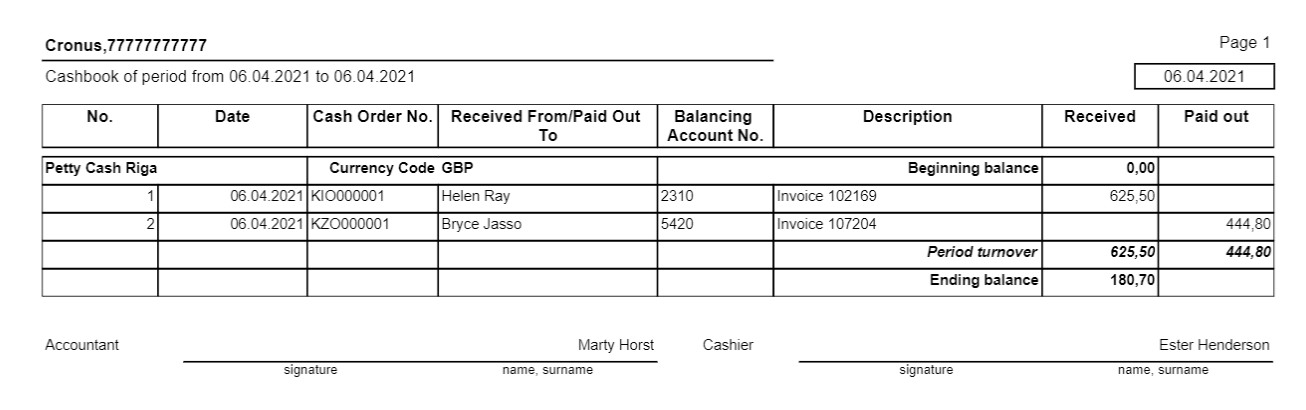 Cronus,77777777777 Page 1
Cashbook of period from 06.04.2021 to 06.04.2021 06.04.2021
No. Date Cash Order No. Received From/Paid Out To Balancing Account No. Description Received Paid out
Petty Cash Riga Currency Code GBP Beginning balance 0,00
1 06.04.2021 KIO000001 Helen Ray 2310 Invoice 102169 625,50
2 06.04.2021 KZO000001 Bryce Jasso 5420 Invoice 107204 444,80
Period turnover 625,50 444,80
Ending balance 180,70
Accountant Marty Horst Cashier Ester Henderson
signature name, surname signature name, surname